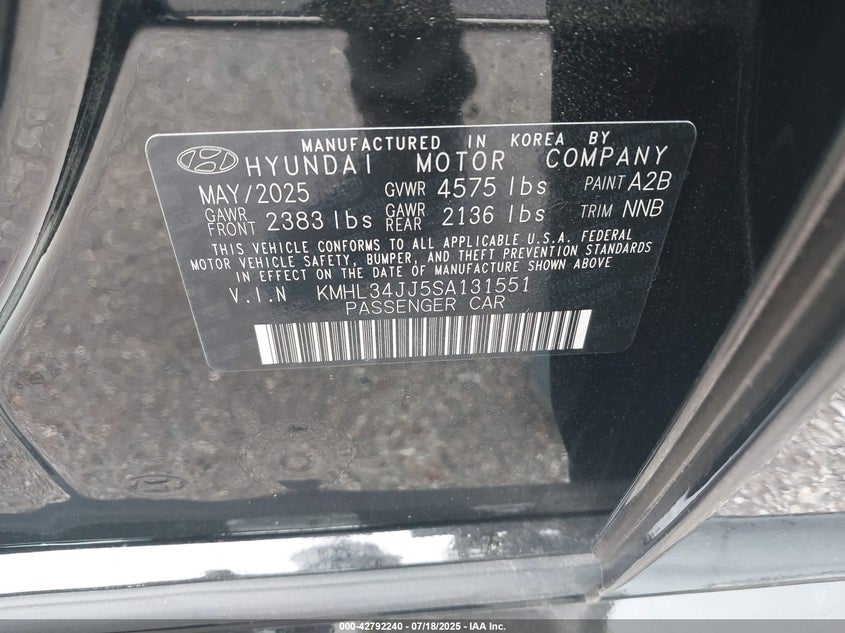 MANUFACTURED IN KOREA BY
HYUNDAI MOTOR COMPANY
MAY/2025 GVWR 4575 lbs PAINT A2B
GAWR FRONT 2383 lbs GAWR REAR 2136 lbs TRIM NNB
THIS VEHICLE CONFORMS TO ALL APPLICABLE U.S.A. FEDERAL
MOTOR VEHICLE SAFETY, BUMPER, AND THEFT PREVENTION STANDARDS
IN EFFECT ON THE DATE OF MANUFACTURE SHOWN ABOVE
V.I.N KMHL34JJ5SA131551
PASSENGER CAR
000-42792240 - 07/18/2025 - IAA Inc.